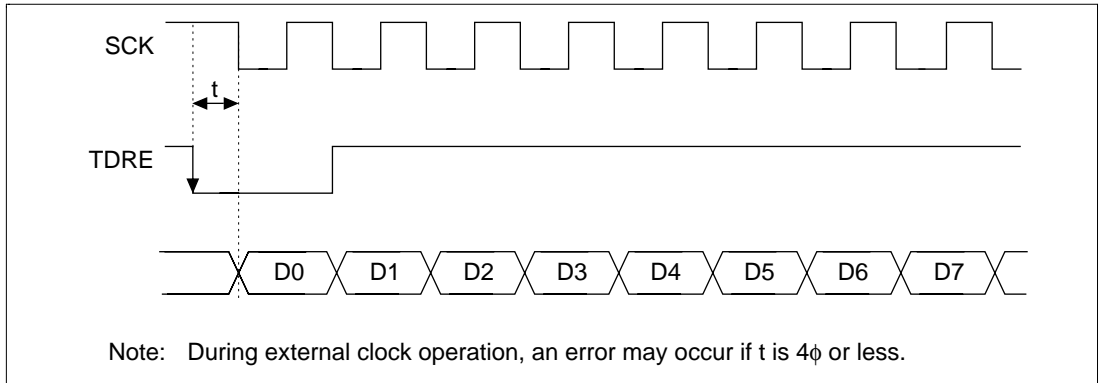 SCK
t
TDRE
D0 D1 D2 D3 D4 D5 D6 D7
Note: During external clock operation, an error may occur if t is 4ϕ or less.